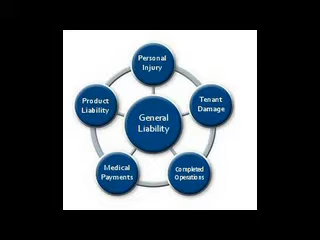 Personal
Injury
Product
Liability
Tenant
Damage
General
Liability
Medical
Payments
Completed
Operations